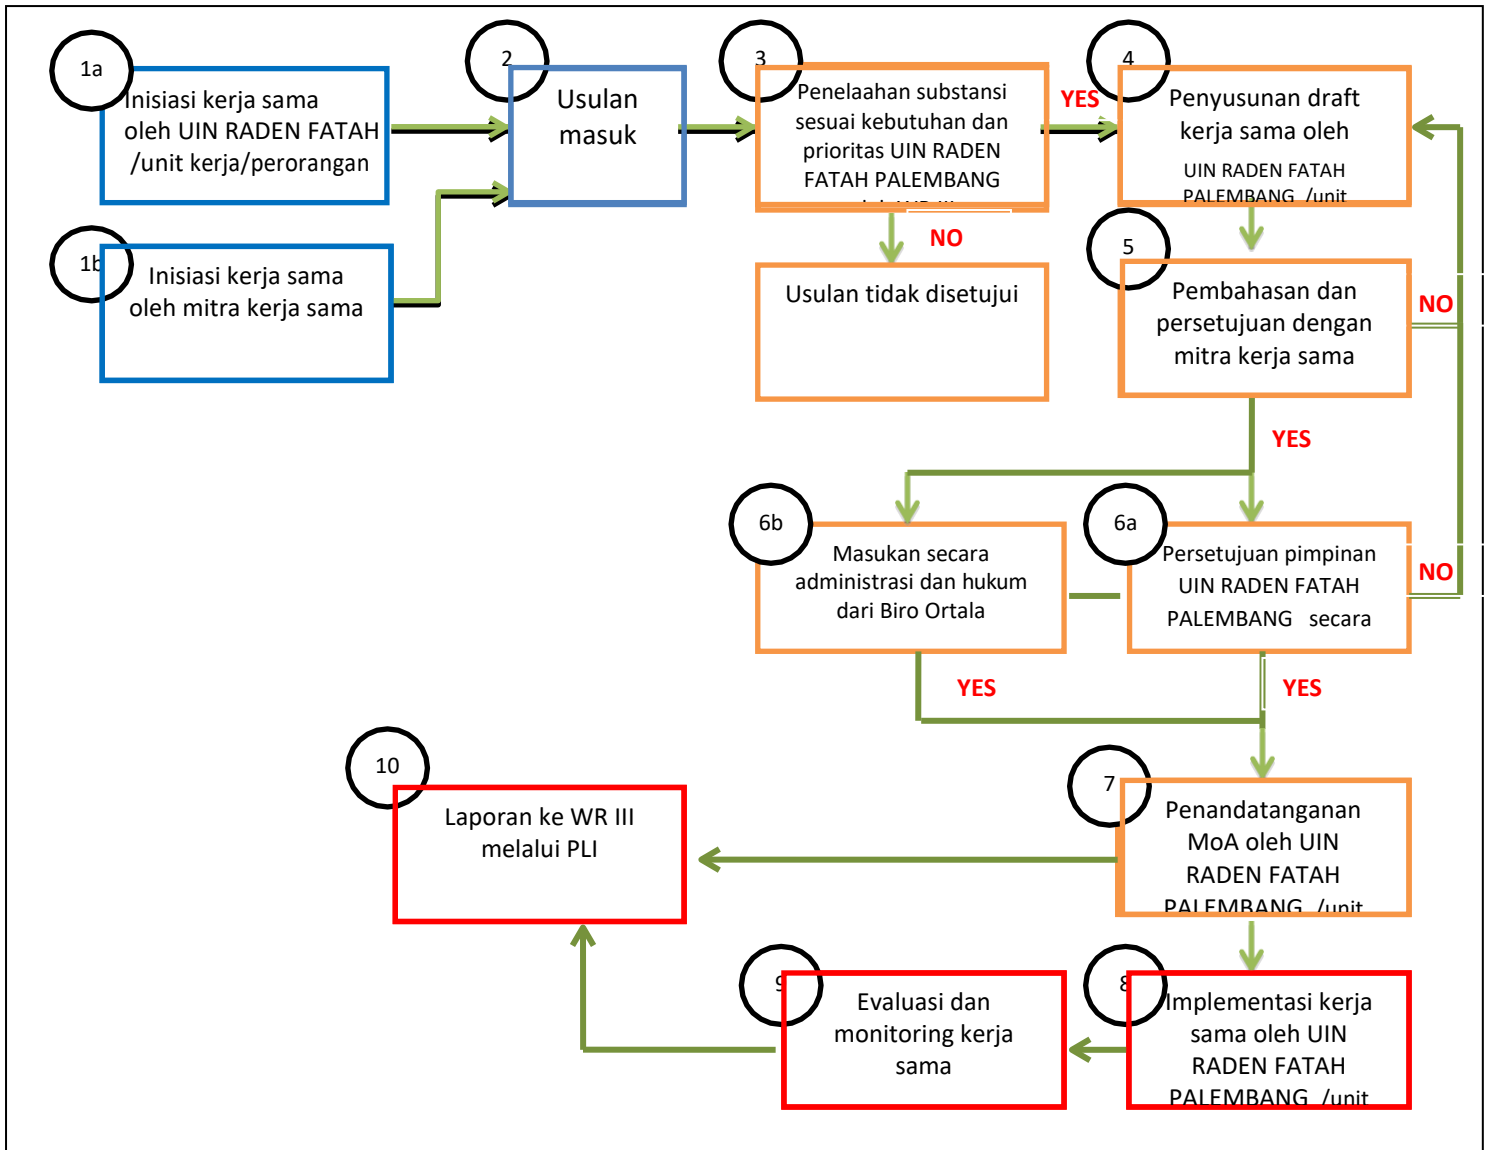 1a
Inisiasi kerja sama
oleh UIN RADEN FATAH
/unit kerja/perorangan
1b
Inisiasi kerja sama
oleh mitra kerja sama
2
Usulan
masuk
3
Penelaahan substansi
sesuai kebutuhan dan
prioritas UIN RADEN
FATAH PALEMBANG
YES
NO
Usulan tidak disetujui
4
Penyusunan draft
kerja sama oleh
UIN RADEN FATAH
PALEMBANG /unit
5
Pembahasan dan
persetujuan dengan
mitra kerja sama
NO
YES
6b
Masukan secara
administrasi dan hukum
dari Biro Ortala
6a
Persetujuan pimpinan
UIN RADEN FATAH
PALEMBANG secara
NO
YES
YES
7
Penandatanganan
MoA oleh UIN
RADEN FATAH
PALEMBANG /unit
10
Laporan ke WR III
melalui PLI
9
Evaluasi dan
monitoring kerja
sama
8
Implementasi kerja
sama oleh UIN
RADEN FATAH
PALEMBANG /unit